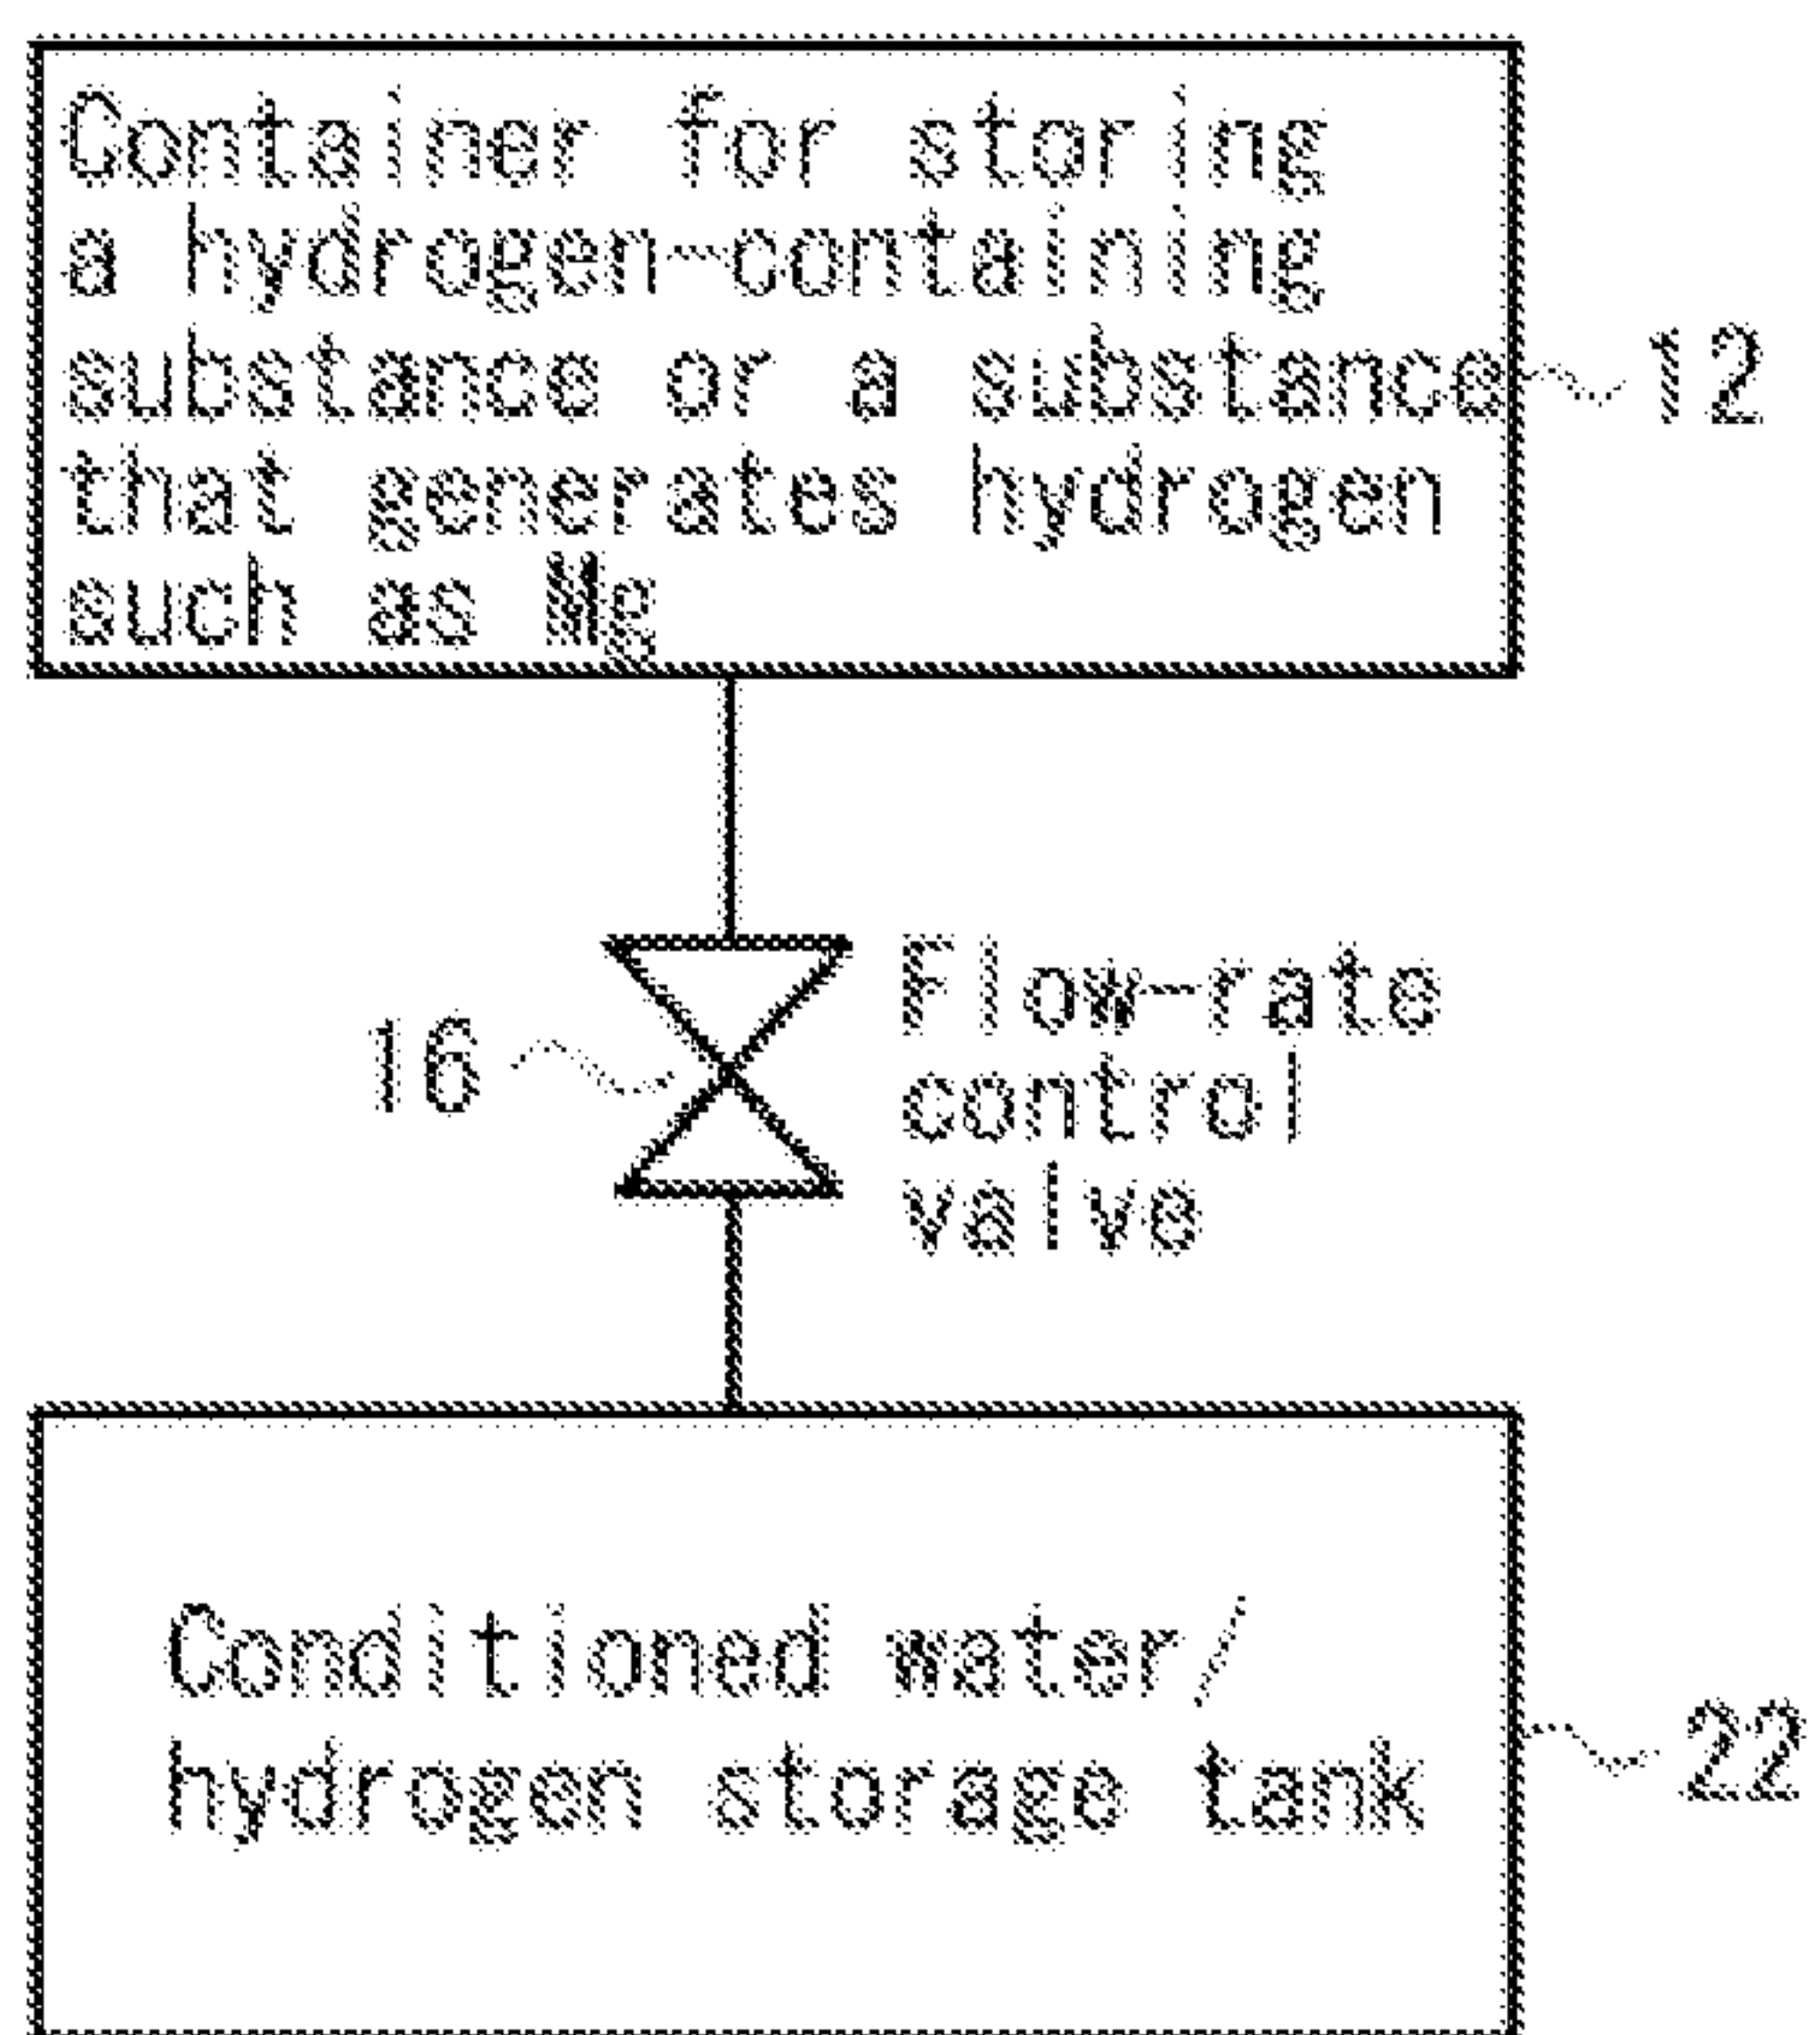 Container for storing
a hydrogen-containing
substance or a substance
that generates hydrogen
such as Mg
12
16
Flow-rate
control
valve
Conditioned water/
hydrogen storage tank
22